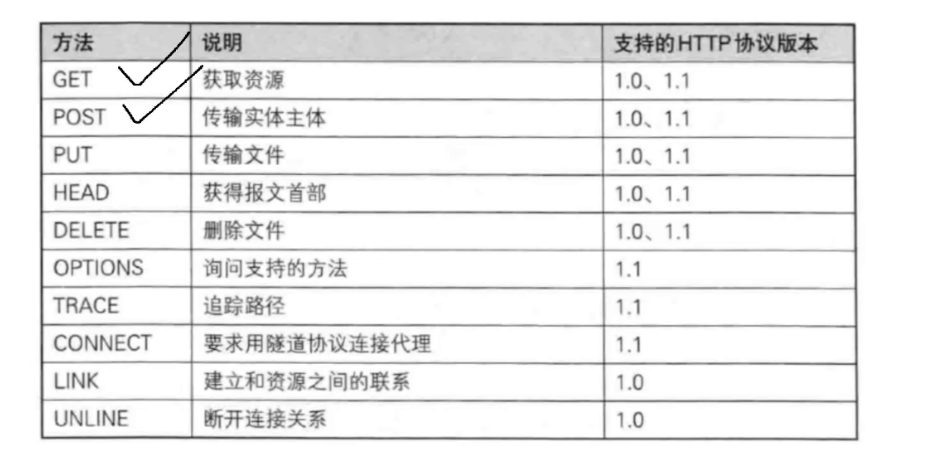 方法 说明 支持的HTTP协议版本
GET 获取资源 1.0、1.1
POST 传输实体主体 1.0、1.1
PUT 传输文件 1.0、1.1
HEAD 获得报文首部 1.0、1.1
DELETE 删除文件 1.0、1.1
OPTIONS 询问支持的方法 1.1
TRACE 追踪路径 1.1
CONNECT 要求用隧道协议连接代理 1.1
LINK 建立和资源之间的联系 1.0
UNLINE 断开连接关系 1.0